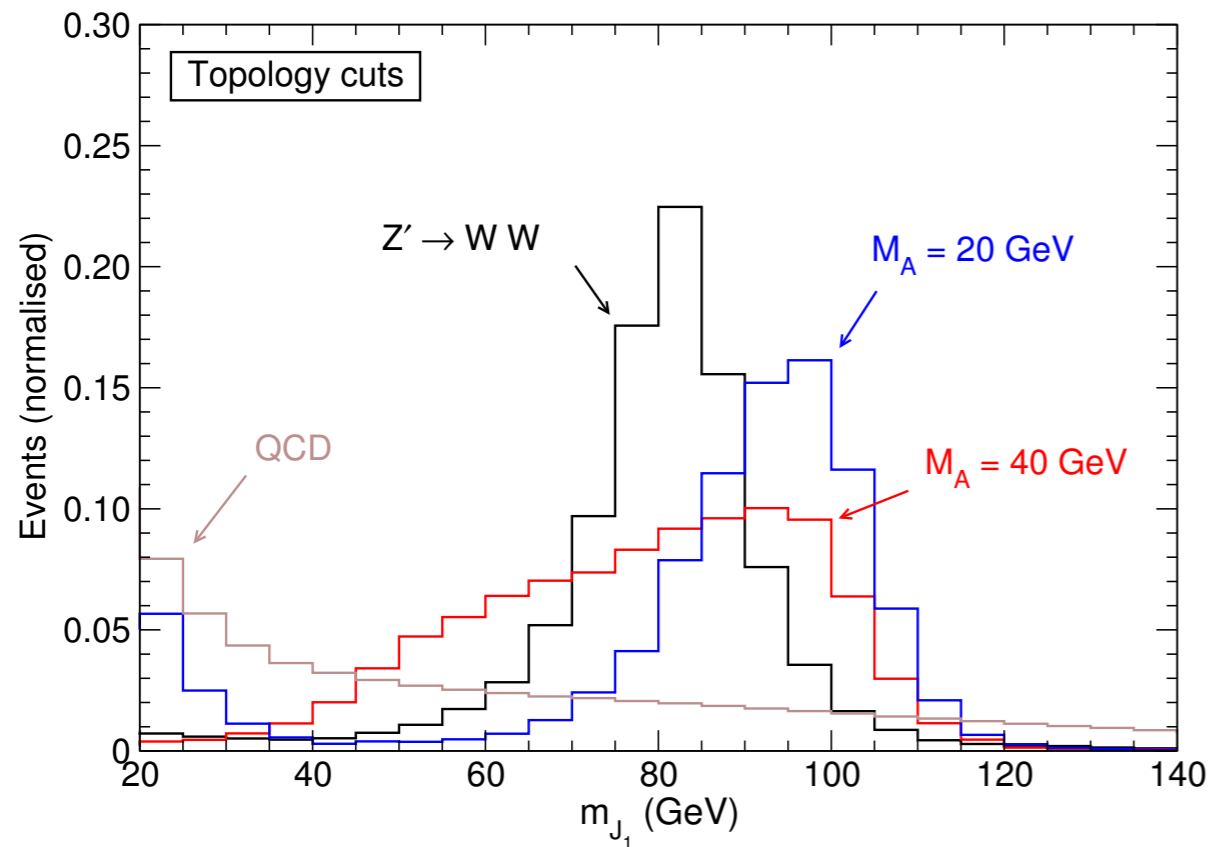 0.30
Topology cuts
0.25
Z′ → W W
M_A = 20 GeV
0.20
Events (normalised)
0.15
QCD
M_A = 40 GeV
0.10
0.05
0
20 40 60 80 100 120 140
m_J_1 (GeV)